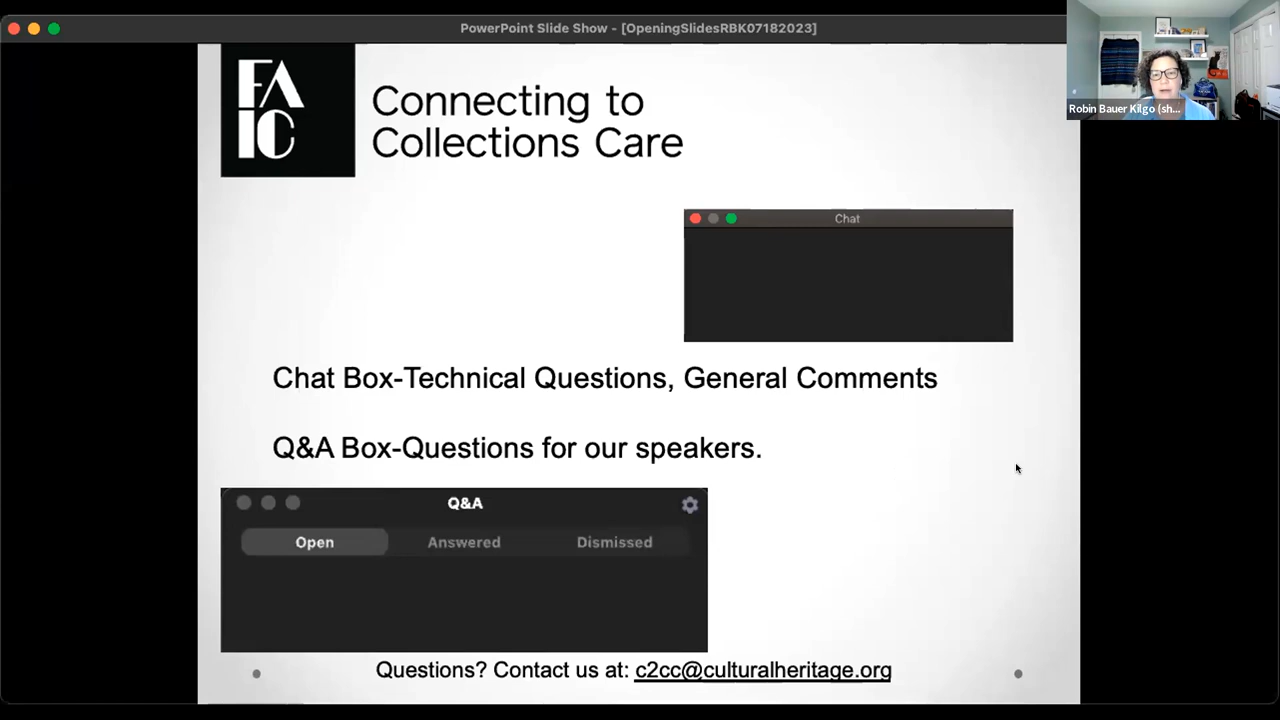 PowerPoint Slide Show - [OpeningSlidesRBK07182023]
Robin Bauer Kilgo (sh...
FA
IC
Connecting to
Collections Care
Chat
Chat Box-Technical Questions, General Comments
Q&A Box-Questions for our speakers.
Q&A
Open Answered Dismissed
Questions? Contact us at: c2cc@culturalheritage.org